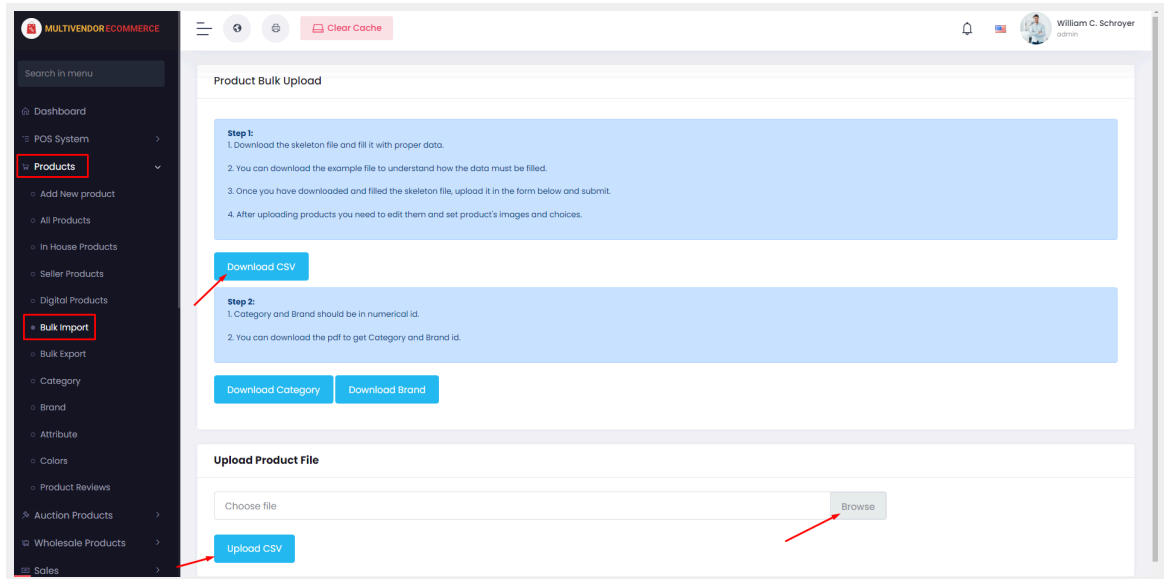 MULTIVENDOR ECOMMERCE
Clear Cache
William C. Schroyer
admin
Search in menu
Dashboard
POS System
Products
Add New product
All Products
In House Products
Seller Products
Digital Products
Bulk Import
Bulk Export
Category
Brand
Attribute
Colors
Product Reviews
Auction Products
Wholesale Products
Sales
Product Bulk Upload
Step 1:
1. Download the skeleton file and fill it with proper data.
2. You can download the example file to understand how the data must be filled.
3. Once you have downloaded and filled the skeleton file, upload it in the form below and submit.
4. After uploading products you need to edit them and set product's images and choices.
Download CSV
Step 2:
1. Category and Brand should be in numerical id.
2. You can download the pdf to get Category and Brand id.
Download Category Download Brand
Upload Product File
Choose file Browse
Upload CSV